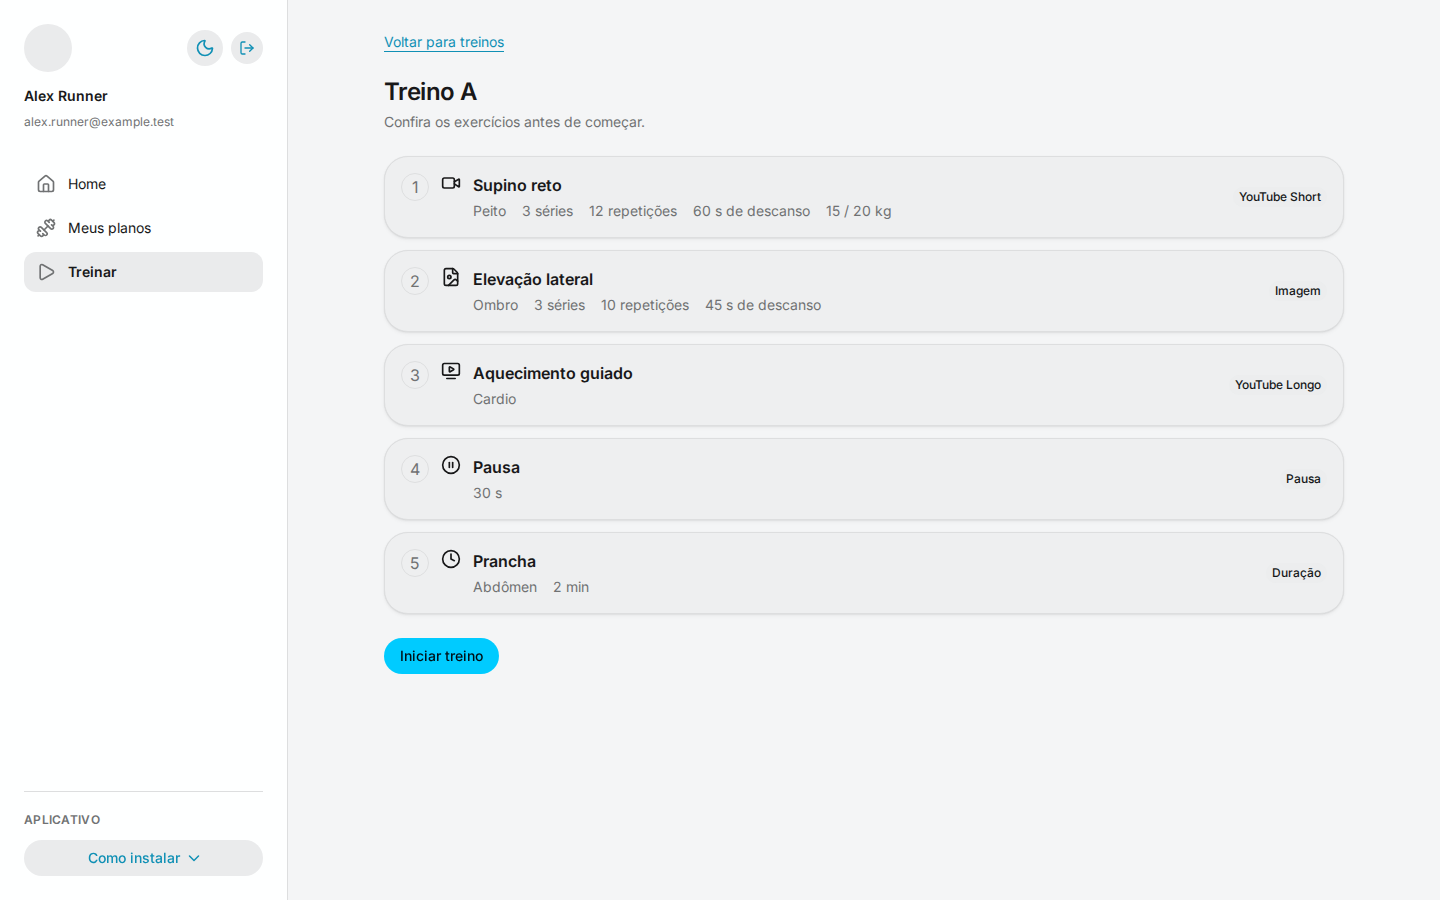 Alex Runner
alex.runner@example.test
Home
Meus planos
Treinar
APLICATIVO
Como instalar
Voltar para treinos
Treino A
Confira os exercícios antes de começar.
1 Supino reto
Peito 3 séries 12 repetições 60 s de descanso 15 / 20 kg
YouTube Short
2 Elevação lateral
Ombro 3 séries 10 repetições 45 s de descanso
Imagem
3 Aquecimento guiado
Cardio
YouTube Longo
4 Pausa
30 s
Pausa
5 Prancha
Abdômen 2 min
Duração
Iniciar treino